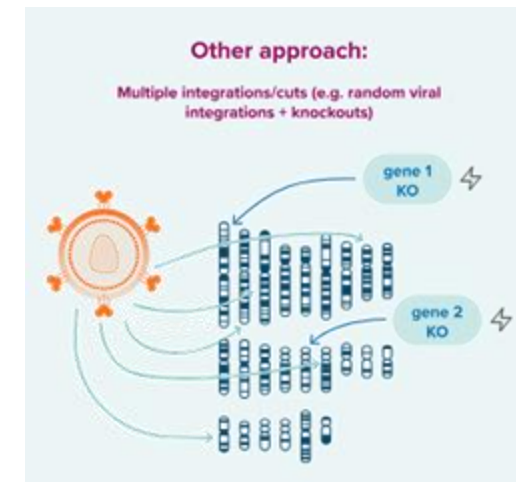 Other approach:
Multiple integrations/cuts (e.g. random viral
integrations + knockouts)
gene 1
KO
gene 2
KO